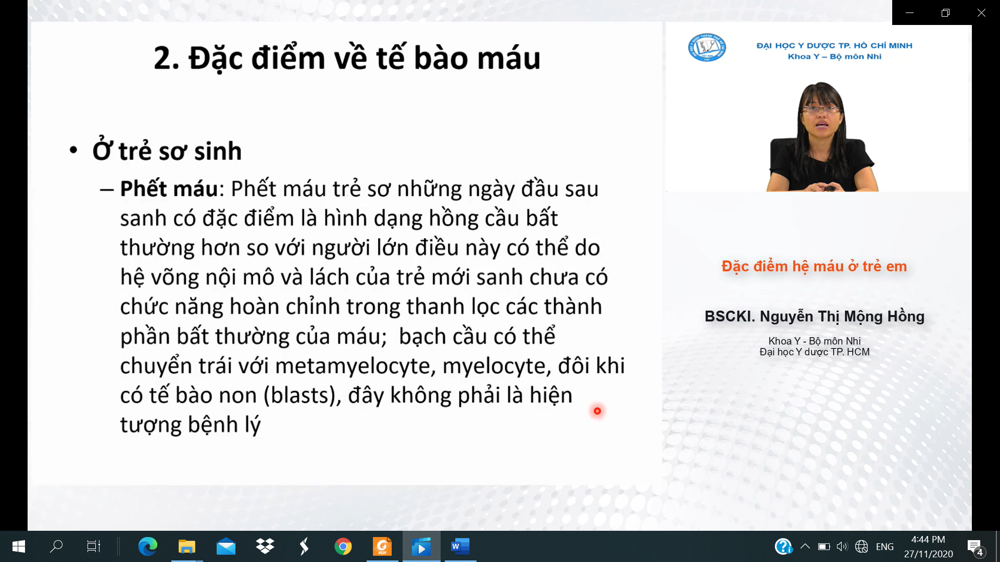 2. Đặc điểm về tế bào máu
• Ở trẻ sơ sinh
– Phết máu: Phết máu trẻ sơ những ngày đầu sau
sanh có đặc điểm là hình dạng hồng cầu bất
thường hơn so với người lớn điều này có thể do
hệ võng nội mô và lách của trẻ mới sanh chưa có
chức năng hoàn chỉnh trong thanh lọc các thành
phần bất thường của máu; bạch cầu có thể
chuyển trái với metamyelocyte, myelocyte, đôi khi
có tế bào non (blasts), đây không phải là hiện
tượng bệnh lý
ĐẠI HỌC Y DƯỢC TP. HỒ CHÍ MINH
Khoa Y – Bộ môn Nhi
Đặc điểm hệ máu ở trẻ em
BSCKI. Nguyễn Thị Mộng Hồng
Khoa Y - Bộ môn Nhi
Đại học Y dược TP. HCM
PDF
W
ENG
4:44 PM
27/11/2020
4